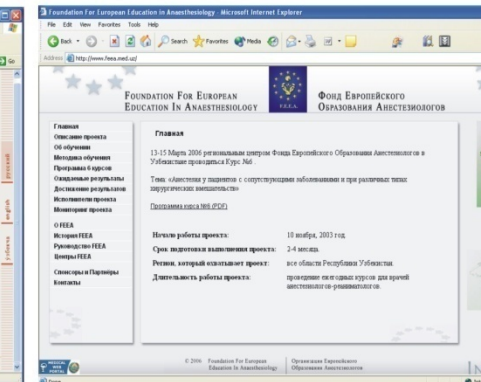 Foundation For European Education in Anaesthesiology - Microsoft Internet Explorer
File Edit View Favorites Tools Help
Go
Back Search Favorites Media
Address http://www.feea.med.uz/
FOUNDATION FOR EUROPEAN
EDUCATION IN ANAESTHESIOLOGY
F.E.E.A.
ФОНД ЕВРОПЕЙСКОГО
ОБРАЗОВАНИЯ АНЕСТЕЗИОЛОГОВ
русский
english
Главная
Описание проекта
Об обучении
Методика обучения
Программа 6 курсов
Ожидаемые результаты
Достижение результатов
Исполнители проекта
Мониторинг проекта
О FEEA
История FEEA
Руководство FEEA
Центры FEEA
Спонсоры и Партнёры
Контакты
Главная
13-15 Марта 2006 региональным центром Фонда Европейского Образования Анестезиологов в
Узбекистане проводиться Курс №6 .
Тема: «Анестезия у пациентов с сопутствующими заболеваниями и при различных типах
хирургических вмешательств»
Программа курса №6 (PDF)
Начало работы проекта: 10 ноября, 2003 год.
Срок подготовки выполнения проекта: 2-4 месяца.
Регион, который охватывает проект: все области Республики Узбекистан.
Длительность работы проекта: проведение ежегодных курсов для врачей
анестезиологов-реаниматологов.
MEDICAL
WEB
PORTAL
© 2006 Foundation For European
Education In Anaesthesiology
Организация Европейского
Образования Анестезиологов